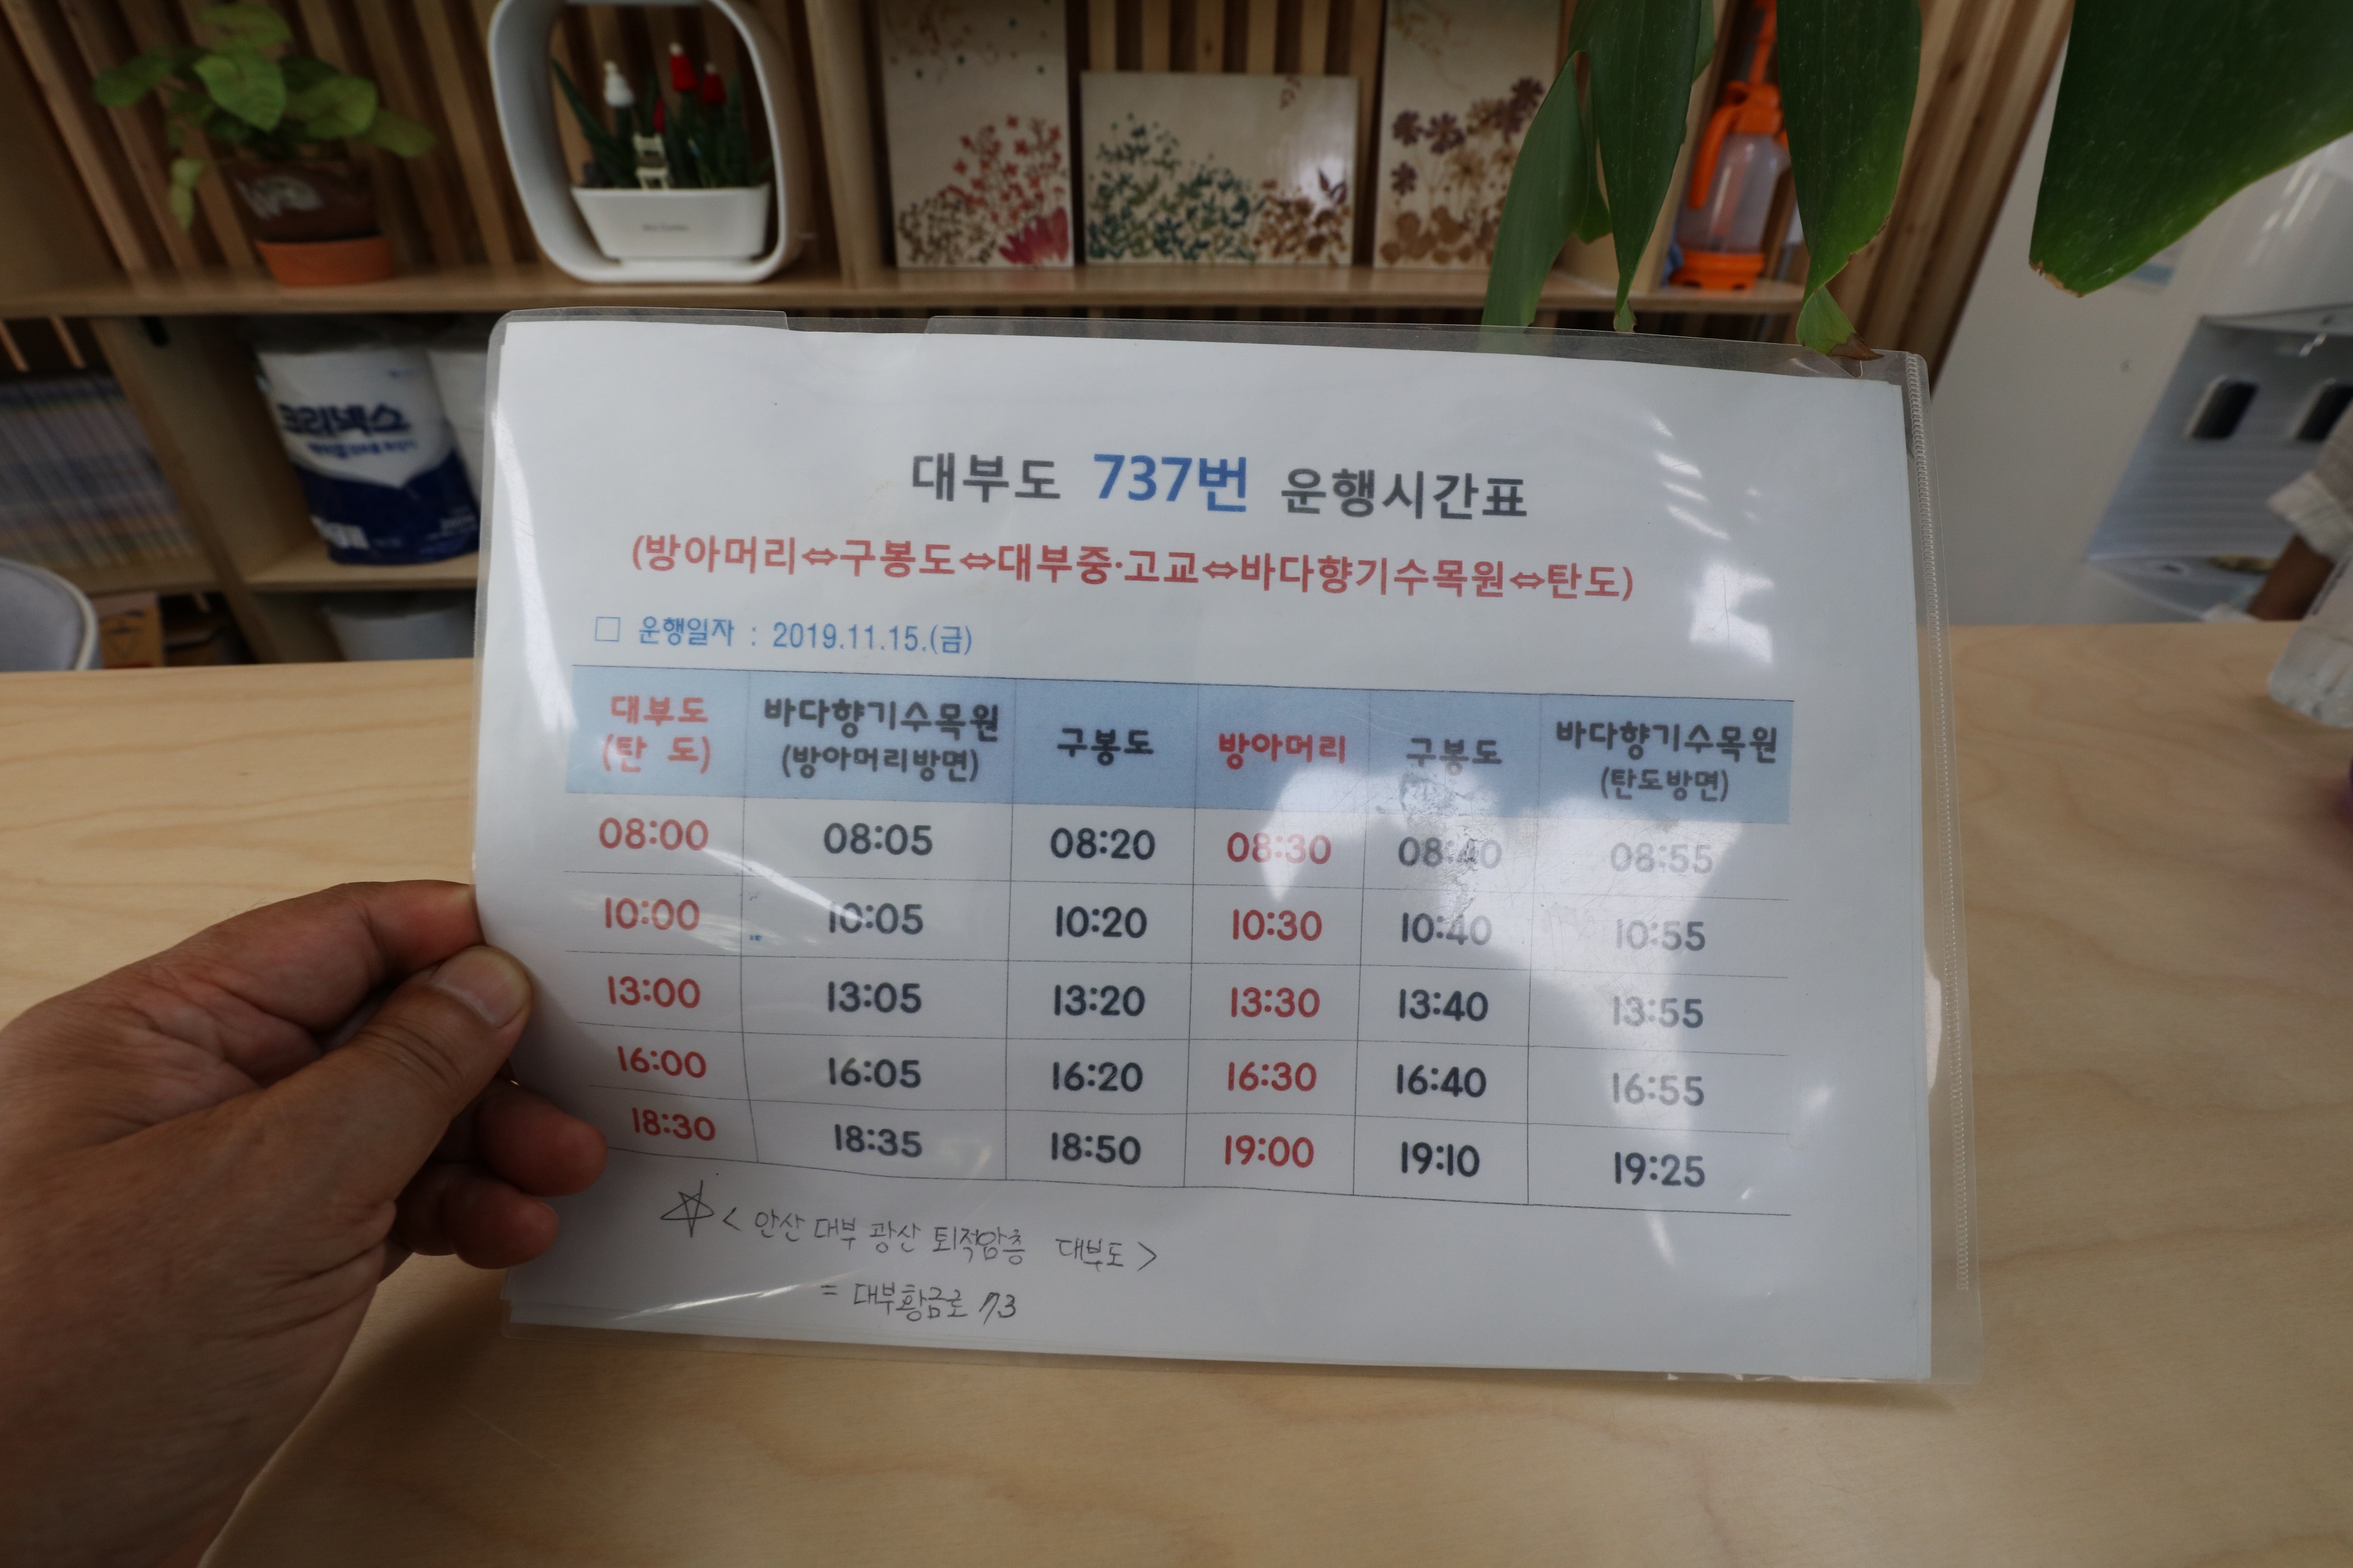 크리넥스
대부도 737번 운행시간표
(방아머리⇔구봉도⇔대부중·고교⇔바다향기수목원⇔탄도)
□ 운행일자 : 2019.11.15.(금)
대부도 (탄 도) 바다향기수목원 (방아머리방면) 구봉도 방아머리 구봉도 바다향기수목원 (탄도방면)
08:00 08:05 08:20 08:30 08:40 08:55
10:00 10:05 10:20 10:30 10:40 10:55
13:00 13:05 13:20 13:30 13:40 13:55
16:00 16:05 16:20 16:30 16:40 16:55
18:30 18:35 18:50 19:00 19:10 19:25
☆ < 안산 대부 광산 퇴적암층 대부도 >
= 대부황금로 73